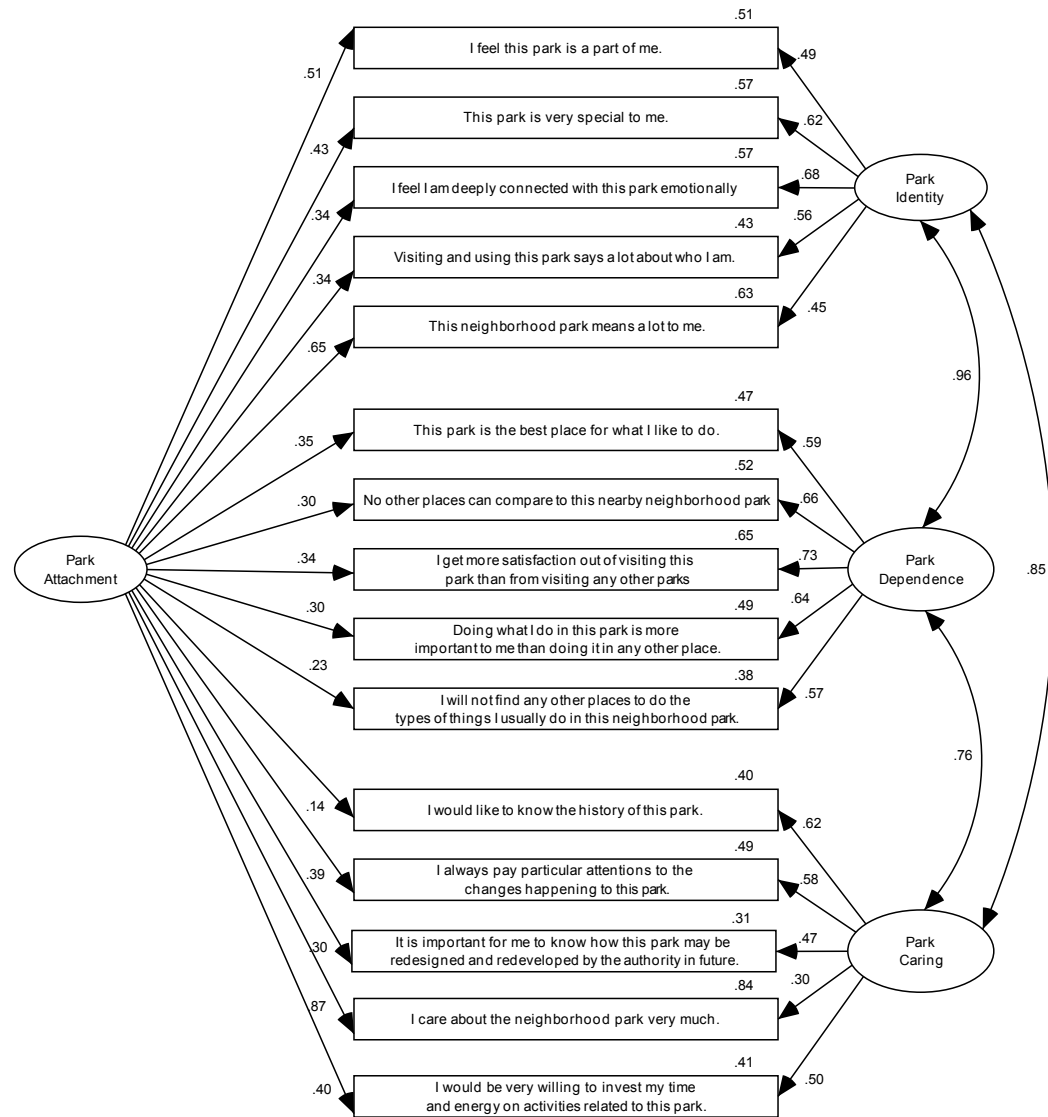 .51
I feel this park is a part of me.
.51
.49
.57
This park is very special to me.
.43
.62
.57
I feel I am deeply connected with this park emotionally
.34
.68
Park
Identity
.43
Visiting and using this park says a lot about who I am.
.34
.56
.63
This neighborhood park means a lot to me.
.65
.45
.96
.47
This park is the best place for what I like to do.
.35
.59
.52
No other places can compare to this nearby neighborhood park
.30
.66
Park
Attachment
.65
I get more satisfaction out of visiting this
park than from visiting any other parks
.34
.73
Park
Dependence
.85
.49
Doing what I do in this park is more
important to me than doing it in any other place.
.30
.64
.38
I will not find any other places to do the
types of things I usually do in this neighborhood park.
.23
.57
.76
.40
I would like to know the history of this park.
.14
.62
.49
I always pay particular attentions to the
changes happening to this park.
.39
.58
.31
It is important for me to know how this park may be
redesigned and redeveloped by the authority in future.
.30
.47
Park
Caring
.84
I care about the neighborhood park very much.
.87
.30
.41
I would be very willing to invest my time
and energy on activities related to this park.
.40
.50